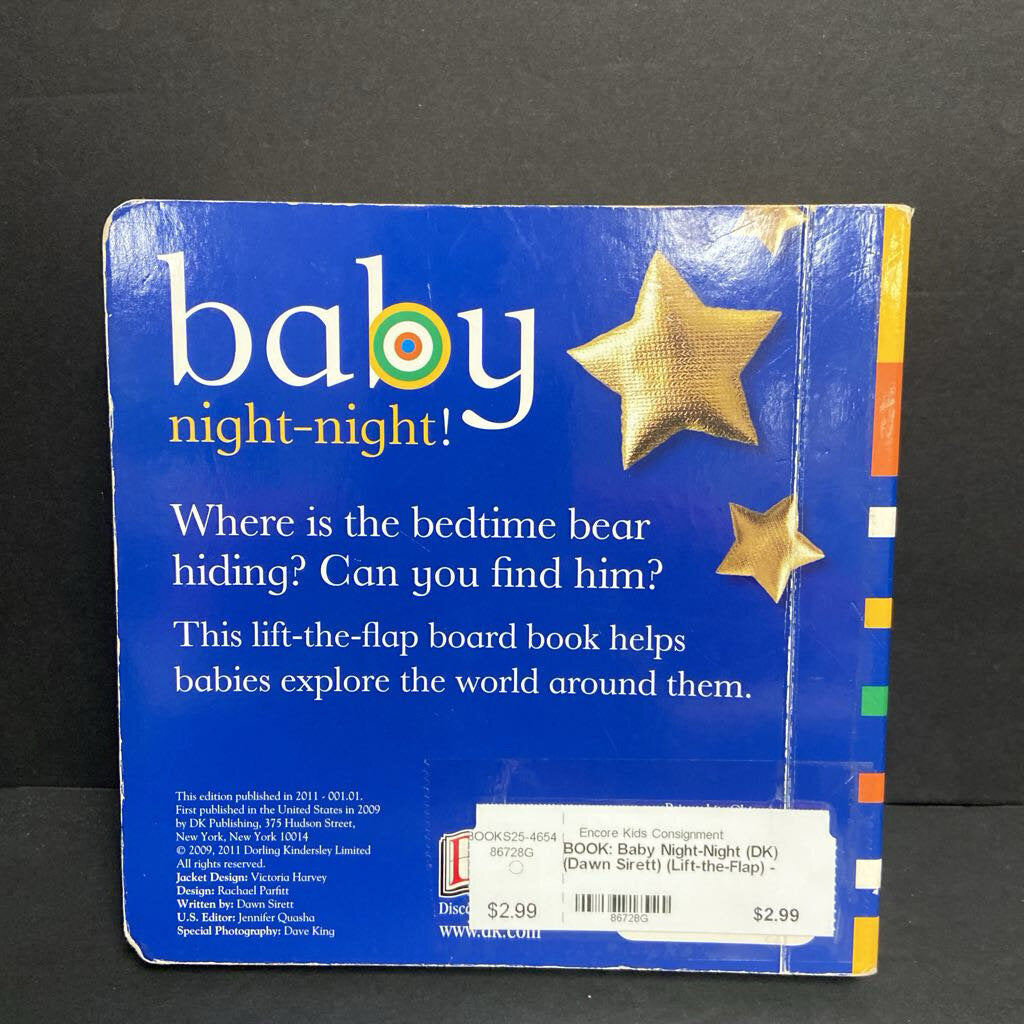 baby
night-night!
Where is the bedtime bear
hiding? Can you find him?
This lift-the-flap board book helps
babies explore the world around them.
This edition published in 2011 - 001.01.
First published in the United States in 2009
by DK Publishing, 375 Hudson Street,
New York, New York 10014
© 2009, 2011 Dorling Kindersley Limited
All rights reserved.
Jacket Design: Victoria Harvey
Design: Rachael Parfitt
Written by: Dawn Sirett
U.S. Editor: Jennifer Quasha
Special Photography: Dave King
www.dk.com
BOOKS25-4654
86728G
$2.99
Encore Kids Consignment
BOOK: Baby Night-Night (DK)
(Dawn Sirett) (Lift-the-Flap) -
86728G
$2.99